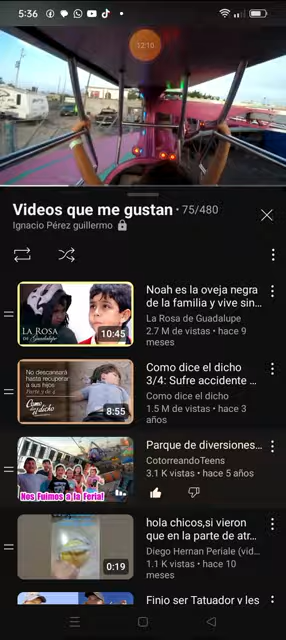 5:36
12:10
Videos que me gustan · 75/480
Ignacio Pérez guillermo
Noah es la oveja negra
de la familia y vive sin...
La Rosa de Guadalupe
2.7 M de vistas • hace 9
meses
LA ROSA
DE Guadalupe
10:45
Como dice el dicho
3/4: Sufre accidente ...
Como dice el dicho
1.5 M de vistas • hace 3
años
No descansará
hasta recuperar
a sus hijos
Como dice
el dicho
8:55
Parque de diversiones...
CotorreandoTeens
3.1 K vistas • hace 5 años
Nos Fuimos a la Feria!
hola chicos,si vieron
que en la parte de atr...
Diego Hernan Periale (vid...
1.1 K vistas • hace 10
meses
0:19
Finio ser Tatuador y les